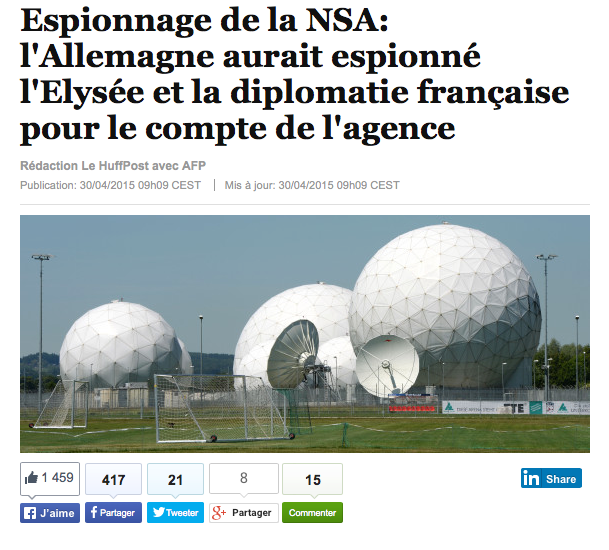 Espionnage de la NSA:
l'Allemagne aurait espionné
l'Elysée et la diplomatie française
pour le compte de l'agence
Rédaction Le HuffPost avec AFP
Publication: 30/04/2015 09h09 CEST | Mis à jour: 30/04/2015 09h09 CEST
1 459 417 21 8 15 in Share
J'aime f Partager Tweeter g+ Partager Commenter